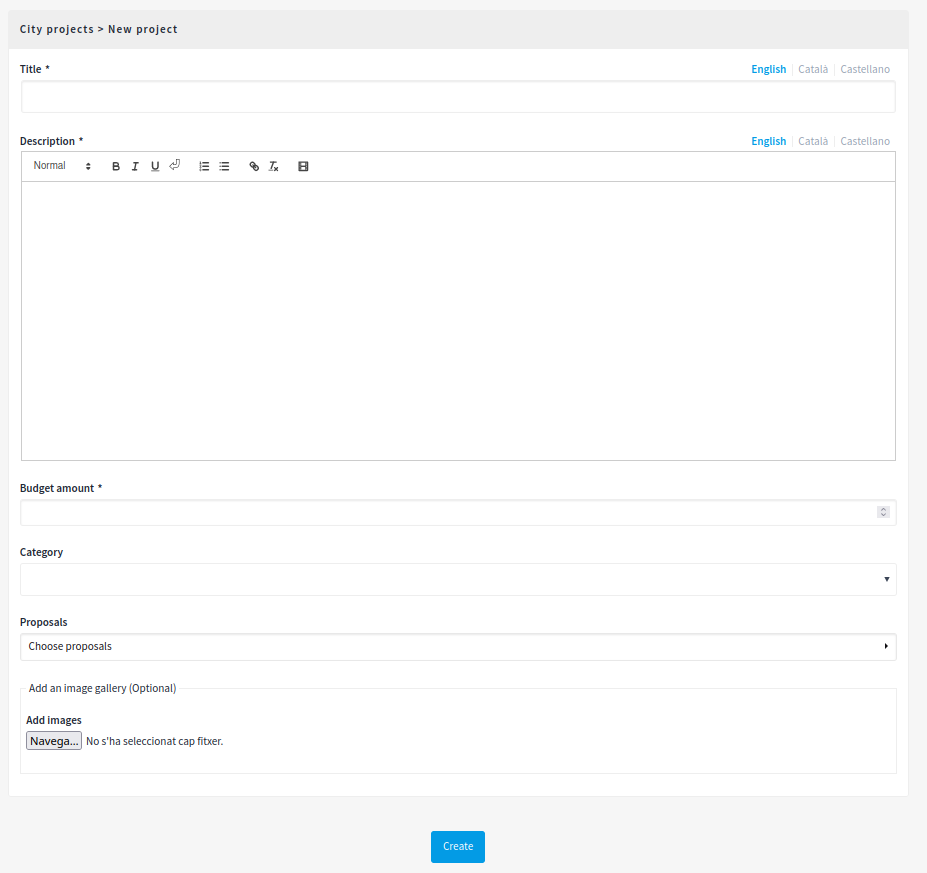 City projects > New project
Title * English Català Castellano
Description * English Català Castellano
Normal B I U
Budget amount *
Category
Proposals
Choose proposals
Add an image gallery (Optional)
Add images
Navega... No s'ha seleccionat cap fitxer.
Create